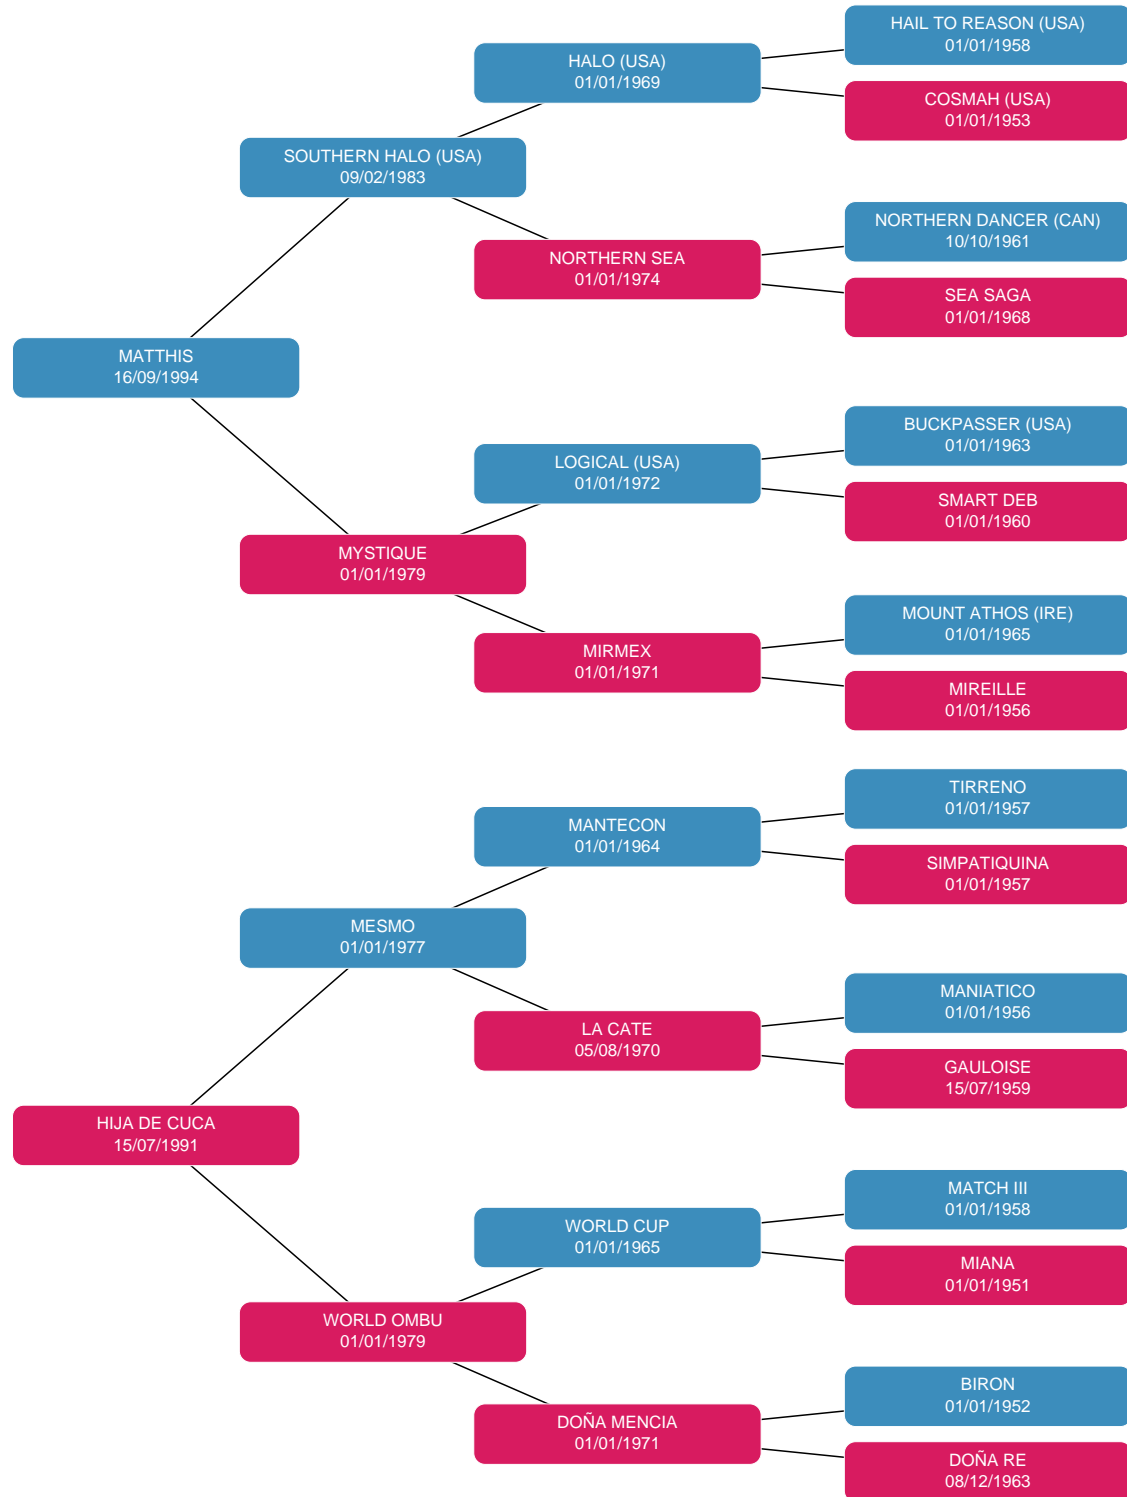 HAIL TO REASON (USA)
01/01/1958
HALO (USA)
01/01/1969
COSMAH (USA)
01/01/1953
SOUTHERN HALO (USA)
09/02/1983
NORTHERN DANCER (CAN)
10/10/1961
NORTHERN SEA
01/01/1974
SEA SAGA
01/01/1968
MATTHIS
16/09/1994
BUCKPASSER (USA)
01/01/1963
LOGICAL (USA)
01/01/1972
SMART DEB
01/01/1960
MYSTIQUE
01/01/1979
MOUNT ATHOS (IRE)
01/01/1965
MIRMEX
01/01/1971
MIREILLE
01/01/1956
TIRRENO
01/01/1957
MANTECON
01/01/1964
SIMPATIQUINA
01/01/1957
MESMO
01/01/1977
MANIATICO
01/01/1956
LA CATE
05/08/1970
GAULOISE
15/07/1959
HIJA DE CUCA
15/07/1991
MATCH III
01/01/1958
WORLD CUP
01/01/1965
MIANA
01/01/1951
WORLD OMBU
01/01/1979
BIRON
01/01/1952
DOÑA MENCIA
01/01/1971
DOÑA RE
08/12/1963